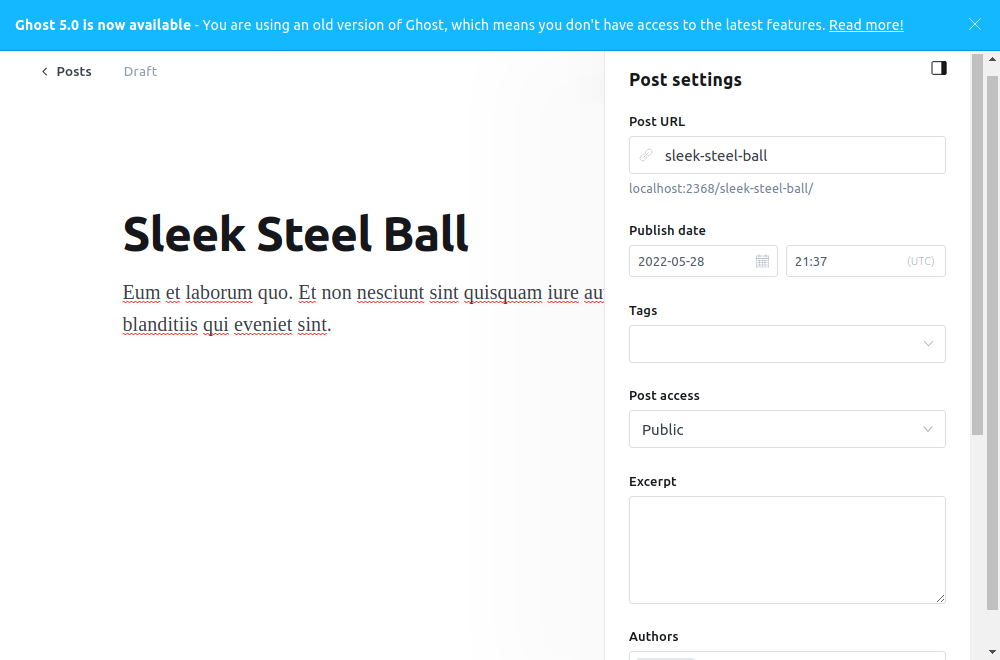 Ghost 5.0 is now available - You are using an old version of Ghost, which means you don't have access to the latest features. Read more!
Posts
Draft
Sleek Steel Ball
Eum et laborum quo. Et non nesciunt sint quisquam iure
blanditiis qui eveniet sint.
Post settings
Post URL
sleek-steel-ball
localhost:2368/sleek-steel-ball/
Publish date
2022-05-28
21:37
(UTC)
Tags
Post access
Public
Excerpt
Authors